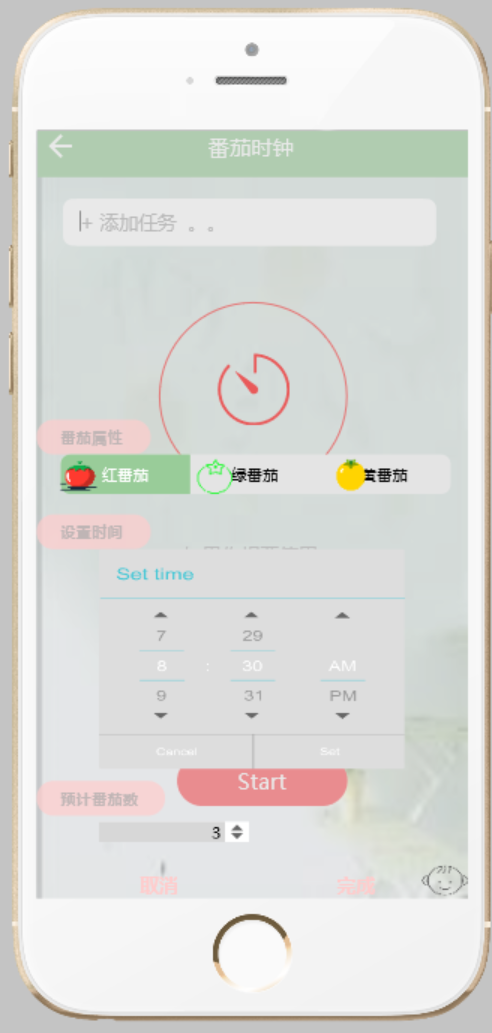 番茄时钟
+ 添加任务 。。
番茄属性
红番茄
绿番茄
黄番茄
设置时间
Set time
7 29
8 : 30 AM
9 31 PM
Cancel Set
Start
预计番茄数
3
取消 完成